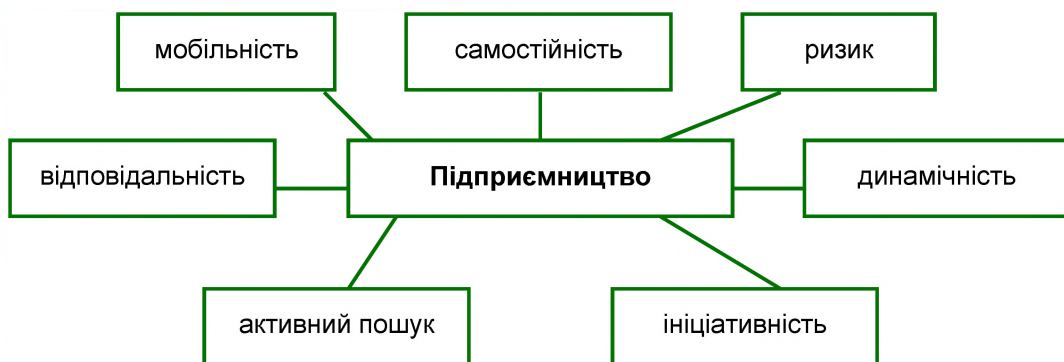 мобільність
самостійність
ризик
відповідальність
Підприємництво
динамічність
активний пошук
ініціативність